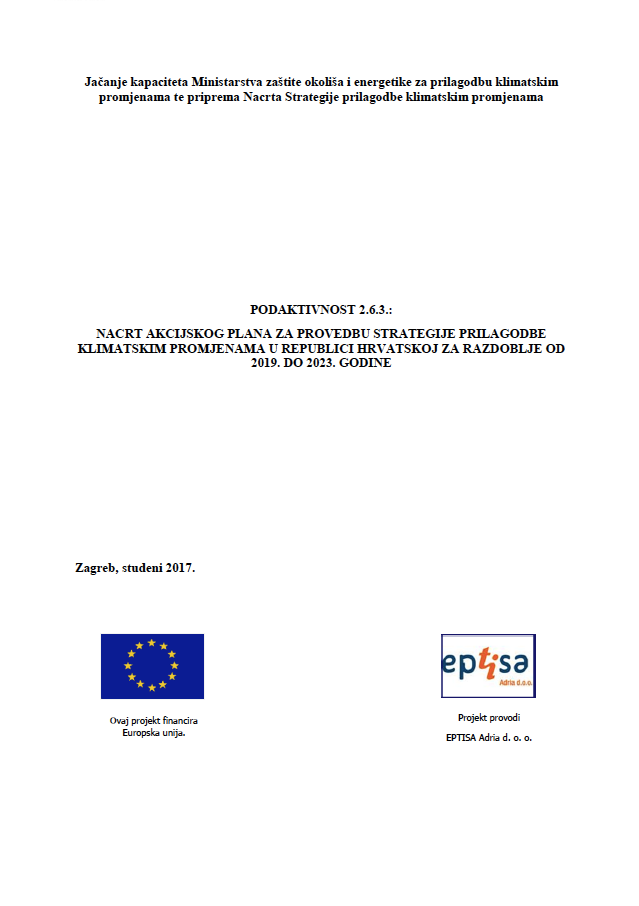 Jačanje kapaciteta Ministarstva zaštite okoliša i energetike za prilagodbu klimatskim
promjenama te priprema Nacrta Strategije prilagodbe klimatskim promjenama
PODAKTIVNOST 2.6.3.:
NACRT AKCIJSKOG PLANA ZA PROVEDBU STRATEGIJE PRILAGODBE
KLIMATSKIM PROMJENAMA U REPUBLICI HRVATSKOJ ZA RAZDOBLJE OD
2019. DO 2023. GODINE
Zagreb, studeni 2017.
eptisa
Adria d.o.o.
Ovaj projekt financira
Europska unija.
Projekt provodi
EPTISA Adria d. o. o.